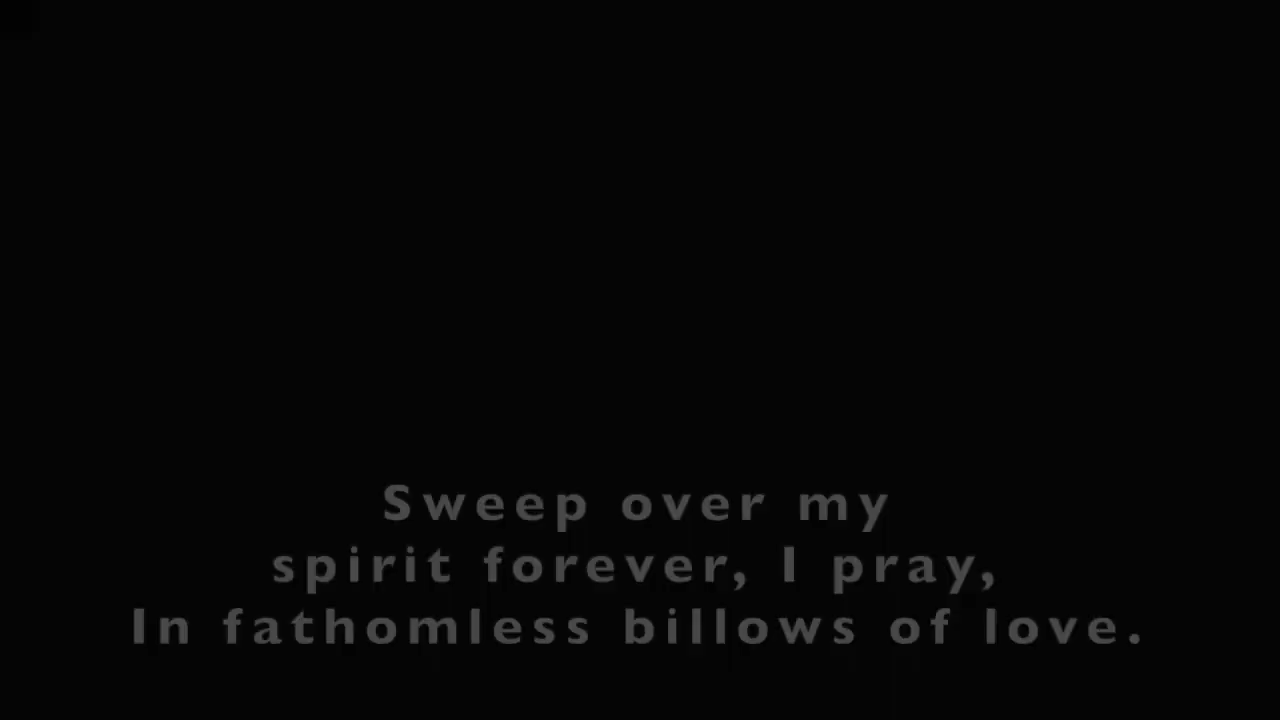 Sweep over my
spirit forever, I pray,
In fathomless billows of love.